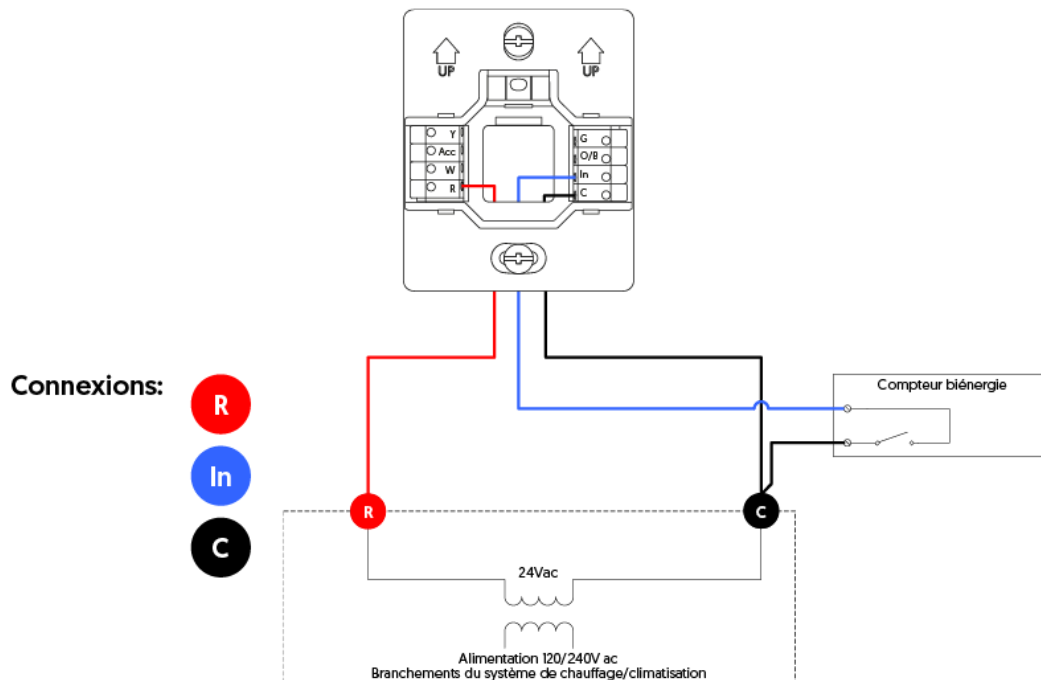 UP
UP
Y
Acc
W
R
G
O/B
In
C
Connexions:
R
In
C
Compteur biénergie
R
C
24Vac
Alimentation 120/240V ac
Branchements du système de chauffage/climatisation